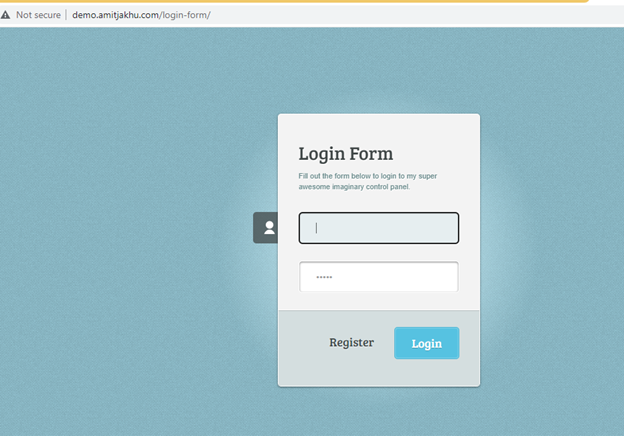 Not secure | demo.amitjakhu.com/login-form/
Login Form
Fill out the form below to login to my super
awesome imaginary control panel.
•••••
Register
Login